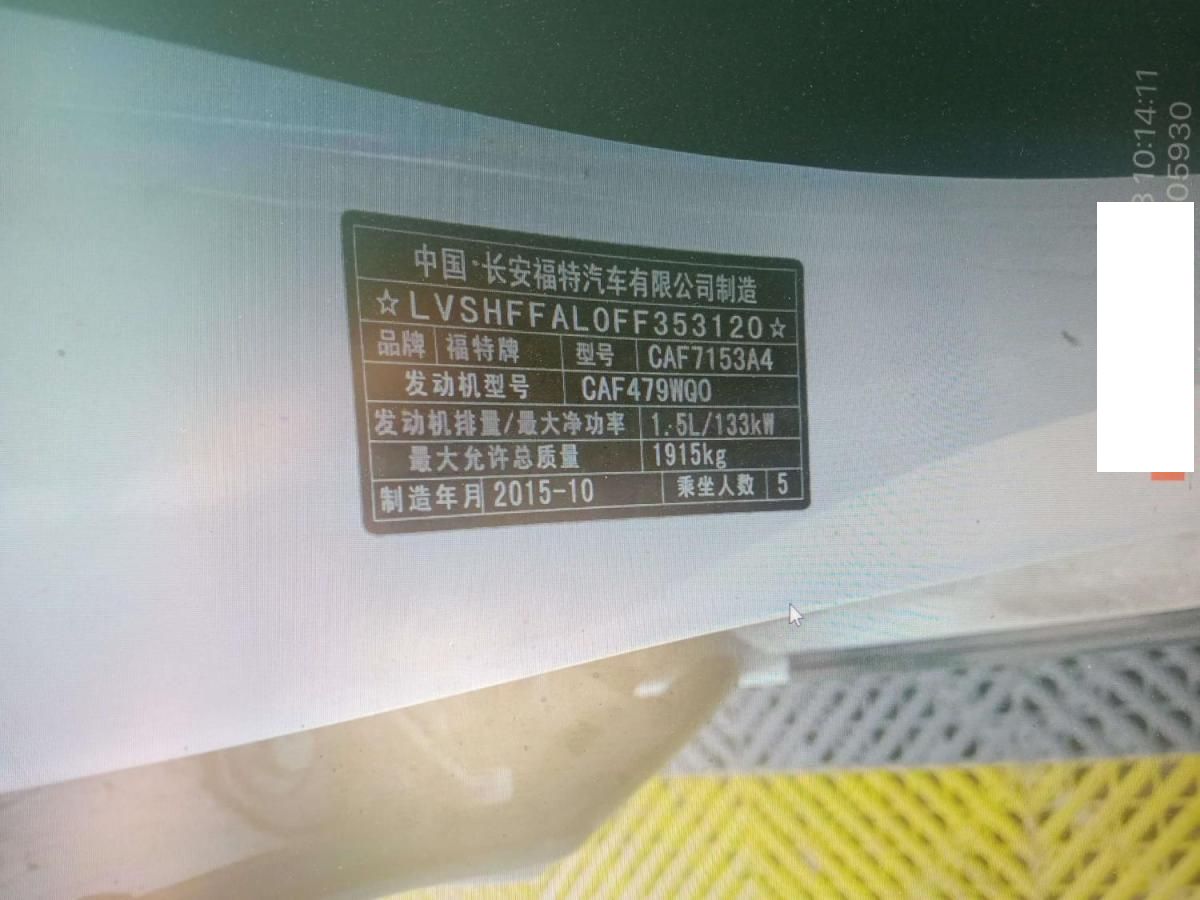 中国·长安福特汽车有限公司制造
☆LVSHFFAL0FF353120☆
品牌 福特牌 型号 CAF7153A4
发动机型号 CAF479WQ0
发动机排量/最大净功率 1.5L/133kW
最大允许总质量 1915kg
制造年月 2015-10 乘坐人数 5
10:14:11
05930